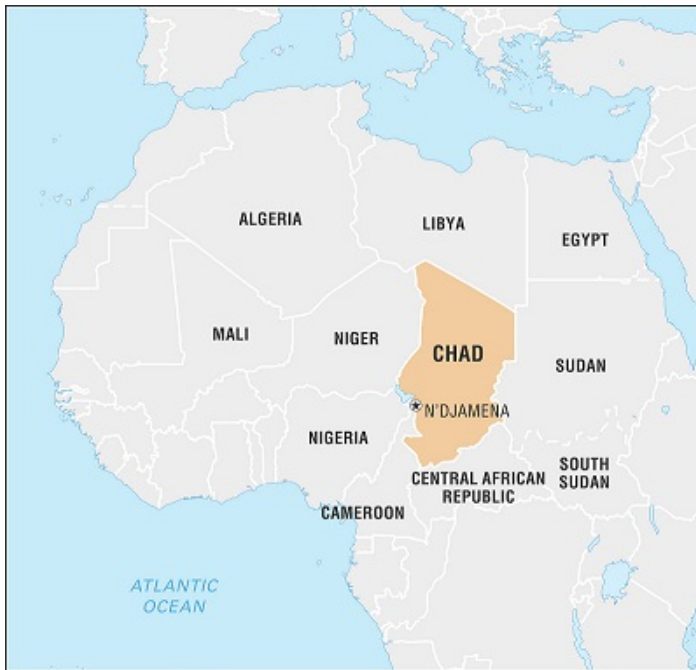 ALGERIA
LIBYA
EGYPT
MALI
NIGER
CHAD
SUDAN
N'DJAMENA
NIGERIA
SOUTH
SUDAN
CENTRAL AFRICAN
REPUBLIC
CAMEROON
ATLANTIC
OCEAN